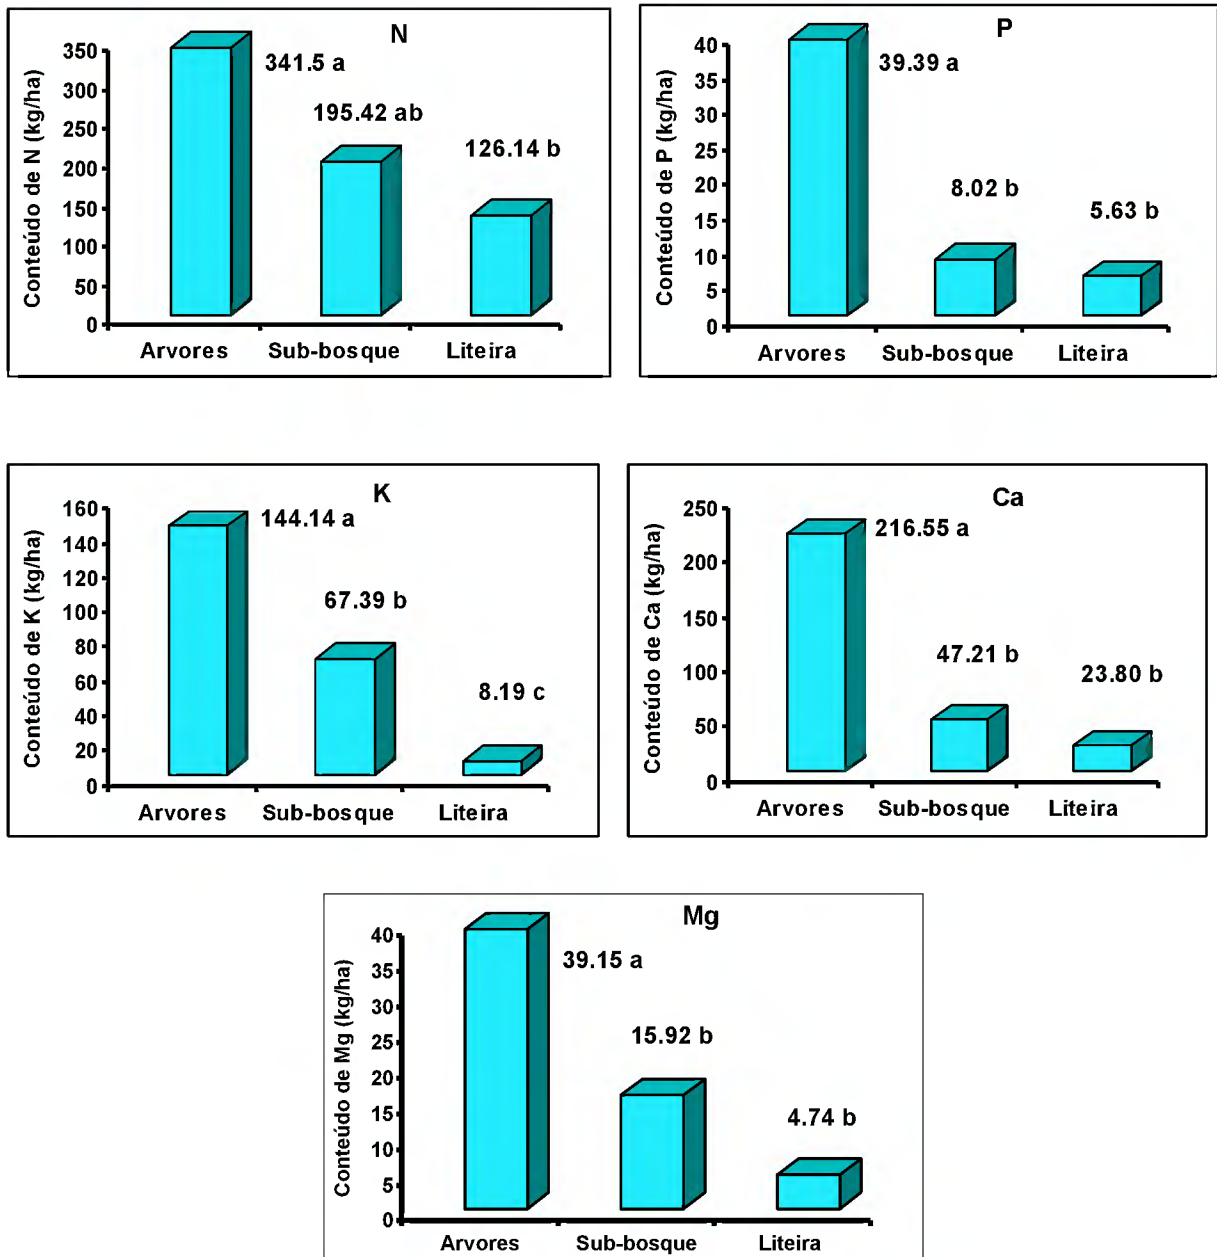 N
Conteúdo de N (kg/ha)
350
300
250
200
150
100
50
0
341.5 a
195.42 ab
126.14 b
Arvores Sub-bosque Liteira
P
Conteúdo de P (kg/ha)
40
35
30
25
20
15
10
5
0
39.39 a
8.02 b
5.63 b
Arvores Sub-bosque Liteira
K
Conteúdo de K (kg/ha)
160
140
120
100
80
60
40
20
0
144.14 a
67.39 b
8.19 c
Arvores Sub-bosque Liteira
Ca
Conteúdo de Ca (kg/ha)
250
200
150
100
50
0
216.55 a
47.21 b
23.80 b
Arvores Sub-bosque Liteira
Mg
Conteúdo de Mg (kg/ha)
40
35
30
25
20
15
10
5
0
39.15 a
15.92 b
4.74 b
Arvores Sub-bosque Liteira